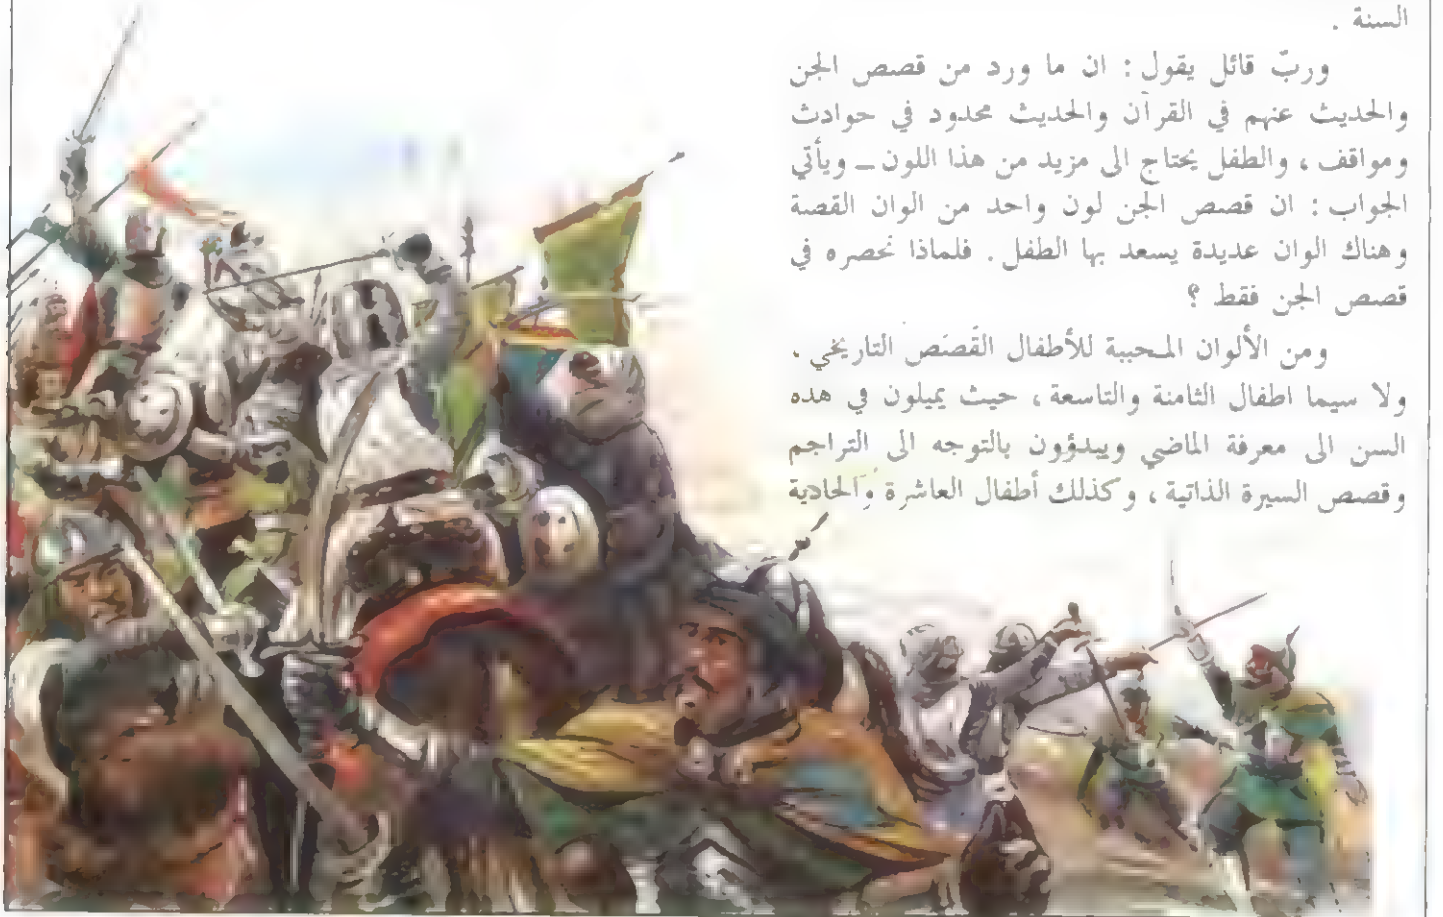 السنة .
وربّ قائل يقول : ان ما ورد من قصص الجن
والحديث عنهم في القرآن والحديث محدود في حوادث
ومواقف ، والطفل يحتاج الى مزيد من هذا اللون ــ ويأتي
الجواب : ان قصص الجن لون واحد من الوان القصة
وهناك الوان عديدة يسعد بها الطفل . فلماذا نحصره في
قصص الجن فقط ؟
ومن الألوان المحببة للأطفال القَصَص التاريخي .
ولا سيما اطفال الثامنة والتاسعة ، حيث يميلون في هذه
السن الى معرفة الماضي ويبدؤون بالتوجه الى التراجم
وقصص السيرة الذاتية ، وكذلك أطفال العاشرة وَالحادية